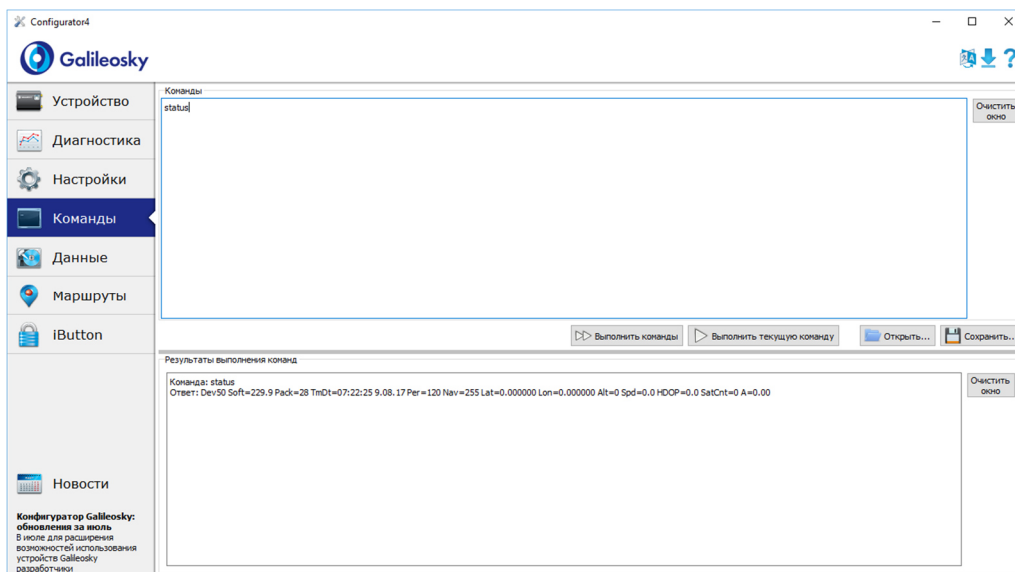 Configurator4
Galileosky
Устройство
Диагностика
Настройки
Команды
Данные
Маршруты
iButton
Новости
Конфигуратор Galileosky:
обновления за июль
В июле для расширения
возможностей использования
устройств Galileosky
разработчики
Команды
status
Очистить
окно
Выполнить команды
Выполнить текущую команду
Открыть...
Сохранить...
Результаты выполнения команд
Команда: status
Ответ: Dev50 Soft=229.9 Pack=28 TmDt=07:22:25 9.08.17 Per=120 Nav=255 Lat=0.000000 Lon=0.000000 Alt=0 Spd=0.0 HDOP=0.0 SatCnt=0 A=0.00
Очистить
окно